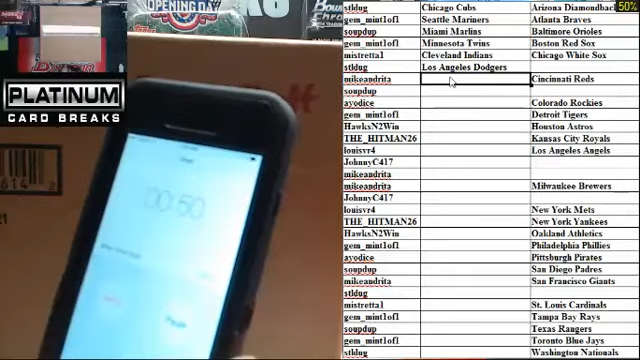 OPENING DAY
PLATINUM
CARD BREAKS
00:50
Pause
50%
stldug Chicago Cubs Arizona Diamondback
gem_mint1of1 Seattle Mariners Atlanta Braves
soupdup Miami Marlins Baltimore Orioles
gem_mint1of1 Minnesota Twins Boston Red Sox
mistretta1 Cleveland Indians Chicago White Sox
stldug Los Angeles Dodgers
mikeandrita Cincinnati Reds
soupdup
ayodice Colorado Rockies
gem_mint1of1 Detroit Tigers
HawksN2Win Houston Astros
THE_HITMAN26 Kansas City Royals
louisvr4 Los Angeles Angels
JohnnyC417
mikeandrita
mikeandrita Milwaukee Brewers
JohnnyC417
louisvr4 New York Mets
THE_HITMAN26 New York Yankees
HawksN2Win Oakland Athletics
gem_mint1of1 Philadelphia Phillies
ayodice Pittsburgh Pirates
soupdup San Diego Padres
mikeandrita San Francisco Giants
stldug
mistretta1 St. Louis Cardinals
gem_mint1of1 Tampa Bay Rays
soupdup Texas Rangers
gem_mint1of1 Toronto Blue Jays
stldug Washington Nationals